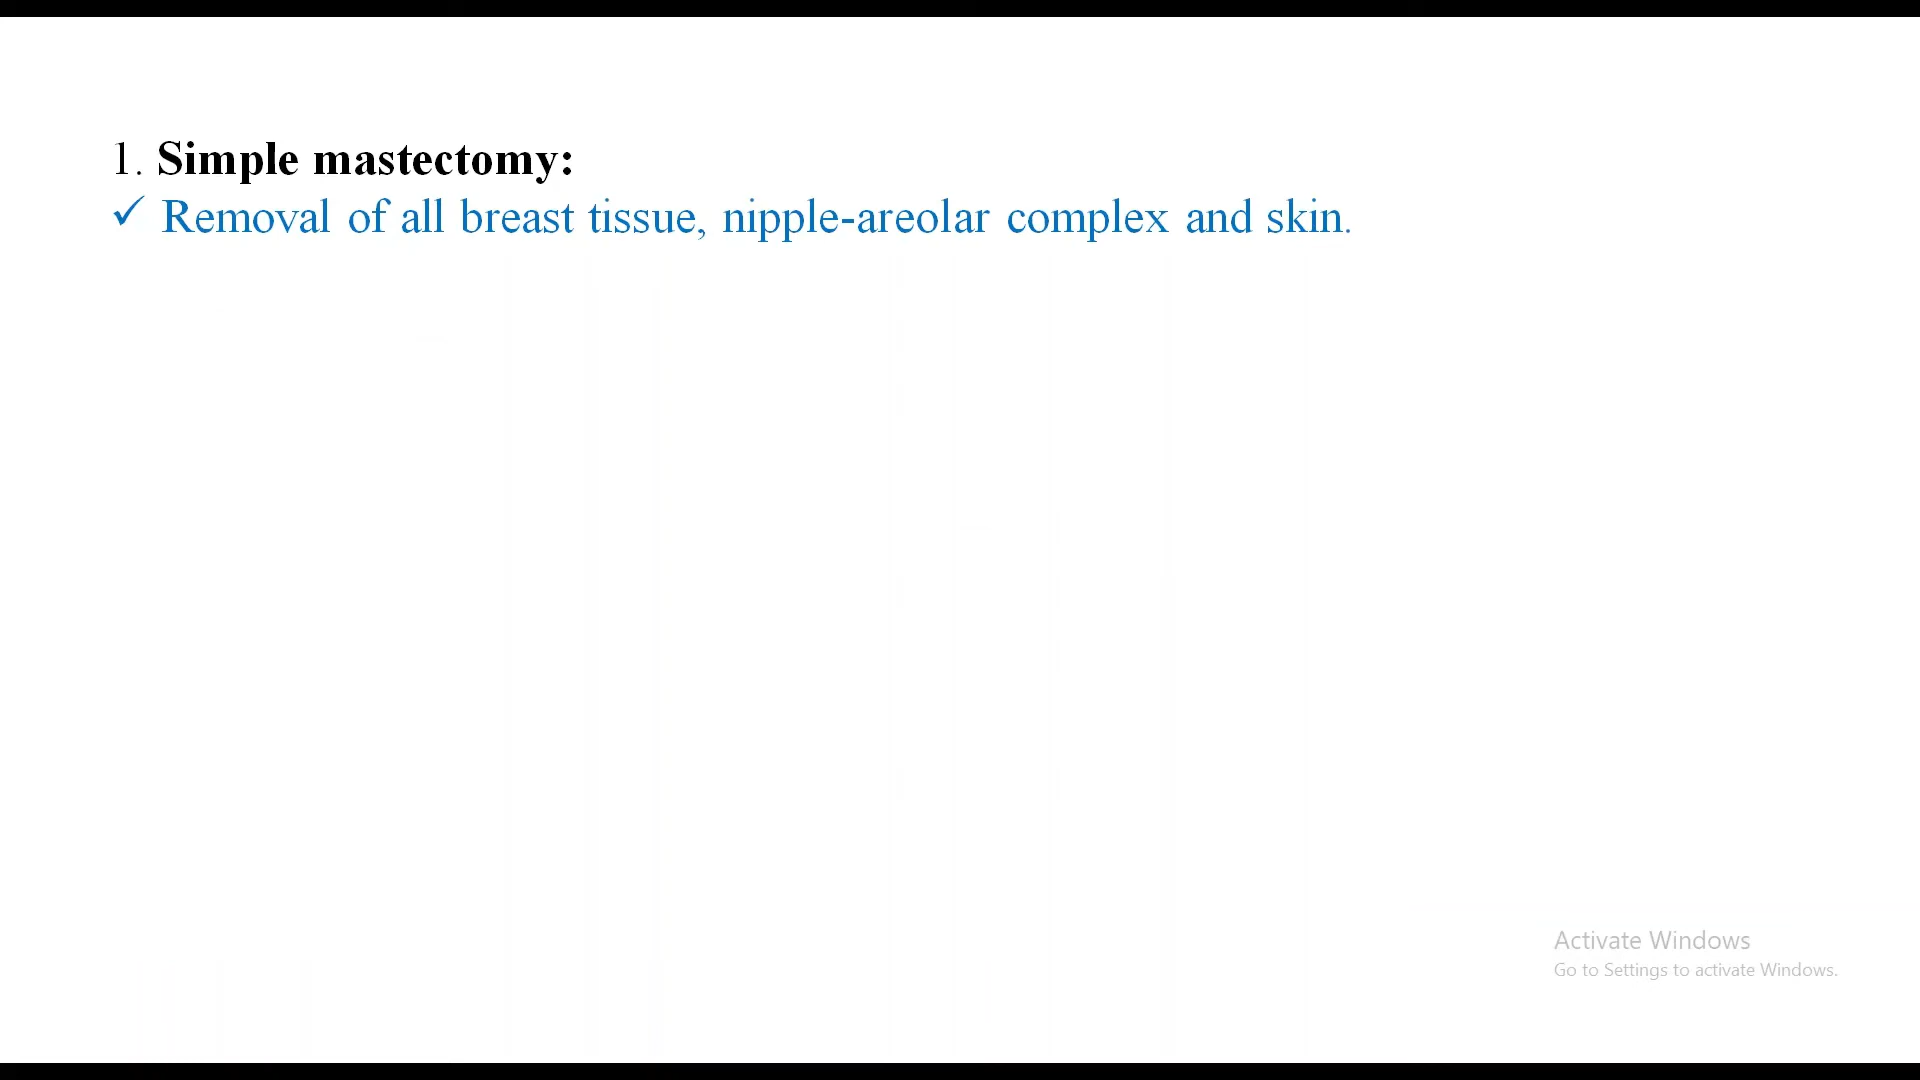 1. Simple mastectomy:
✓ Removal of all breast tissue, nipple-areolar complex and skin.
Activate Windows
Go to Settings to activate Windows.